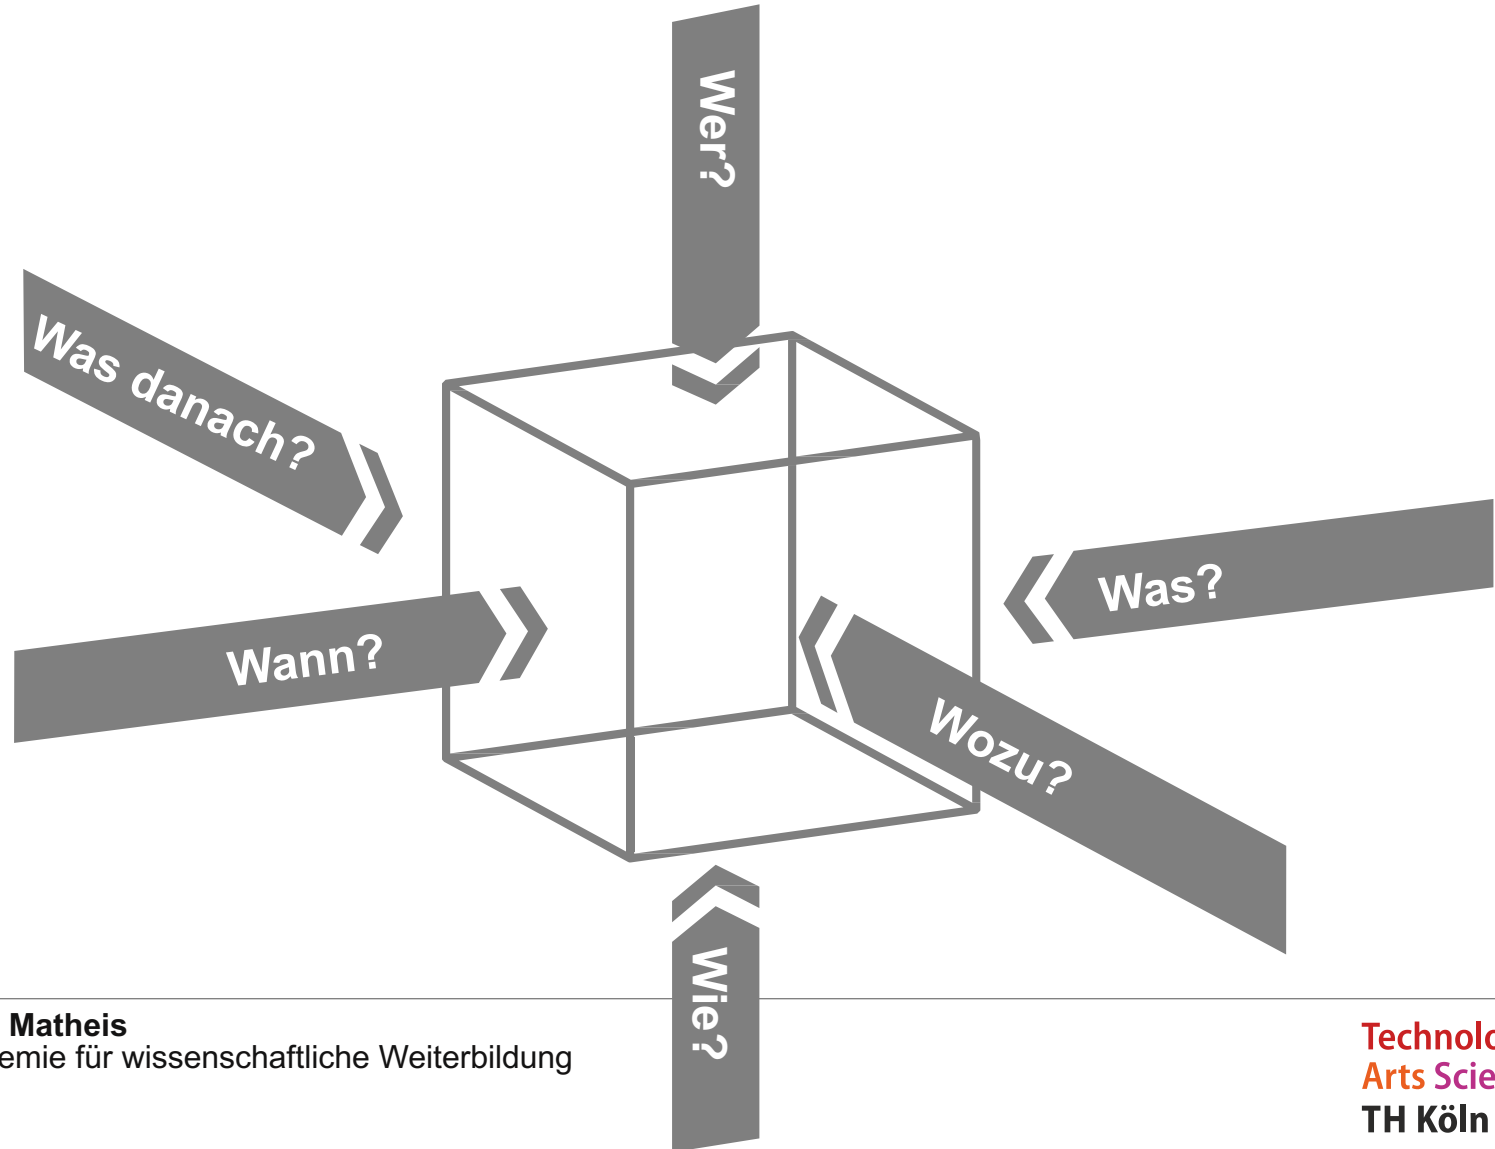 Wer?
Was danach?
Was?
Wann?
Wozu?
Wie?
Matheis
emie für wissenschaftliche Weiterbildung
Technolo
Arts Scie
TH Köln